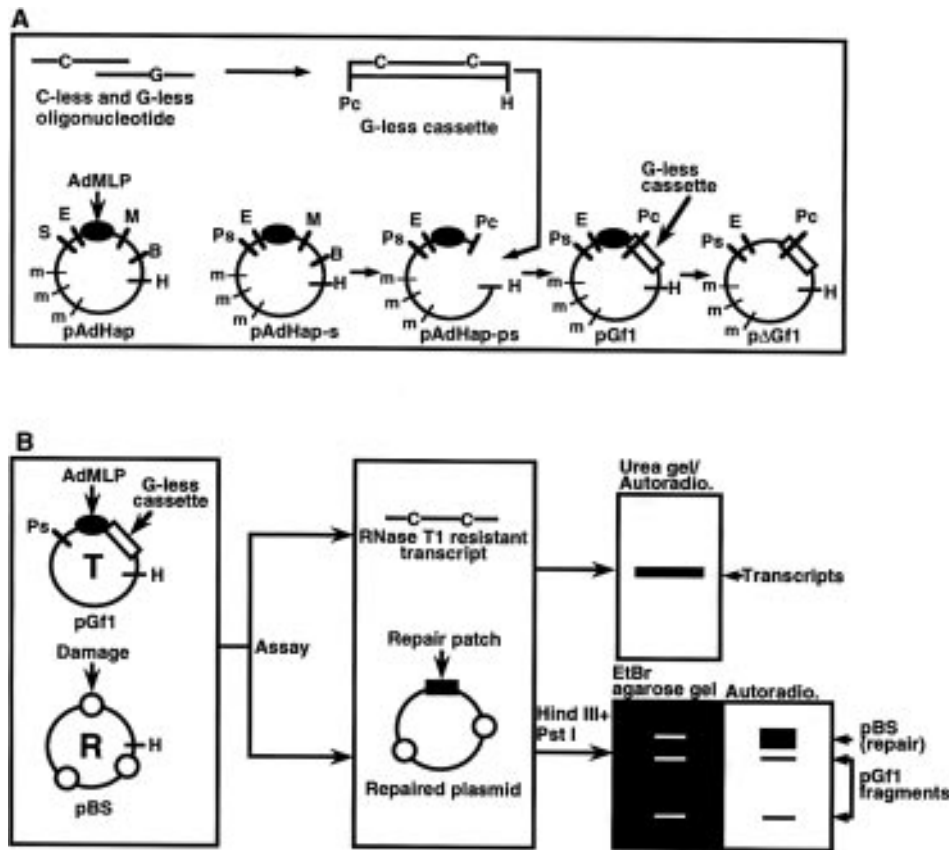 A
C
G
C-less and G-less
oligonucleotide
C C
Pc H
G-less cassette
AdMLP
S E M B H
m m m
pAdHap
Ps E M B H
m m m
pAdHap-s
Ps E Pc H
m m m
pAdHap-ps
G-less
cassette
Ps E Pc H
m m m
pGf1
Ps E Pc H
m m m
pΔGf1
B
AdMLP
G-less
cassette
Ps
T
H
pGf1
Damage
R
H
pBS
Assay
C C
RNase T1 resistant
transcript
Repair patch
Repaired plasmid
Hind III+
Pst I
Urea gel/
Autoradio.
Transcripts
EtBr
agarose gel
Autoradio.
pBS
(repair)
pGf1
fragments